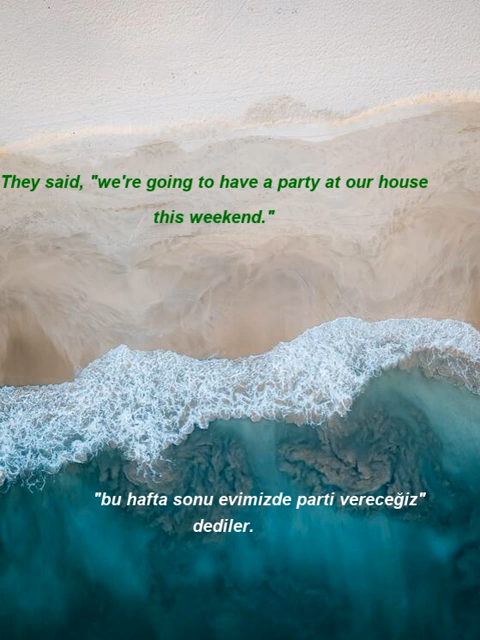 They said, "we're going to have a party at our house
this weekend."
"bu hafta sonu evimizde parti vereceğiz"
dediler.